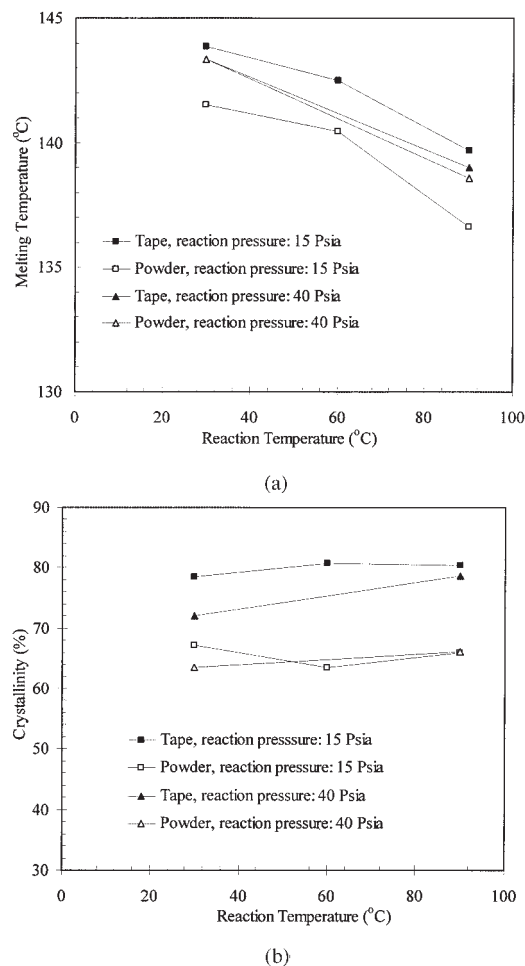 145
140
135
130
Melting Temperature (°C)
Tape, reaction pressure: 15 Psia
Powder, reaction pressure: 15 Psia
Tape, reaction pressure: 40 Psia
Powder, reaction pressure: 40 Psia
0 20 40 60 80 100
Reaction Temperature (°C)
(a)
90
80
70
60
50
40
30
Crystallinity (%)
Tape, reaction presssure: 15 Psia
Powder, reaction pressure: 15 Psia
Tape, reaction pressure: 40 Psia
Powder, reaction pressure: 40 Psia
0 20 40 60 80 100
Reaction Temperature (°C)
(b)